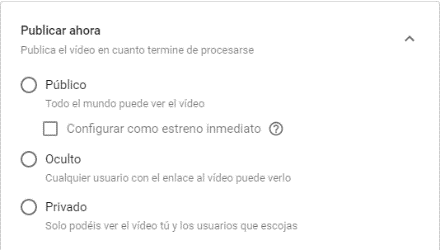 Publicar ahora
Publica el vídeo en cuanto termine de procesarse
Público
Todo el mundo puede ver el vídeo
Configurar como estreno inmediato
Oculto
Cualquier usuario con el enlace al vídeo puede verlo
Privado
Solo podéis ver el vídeo tú y los usuarios que escojas